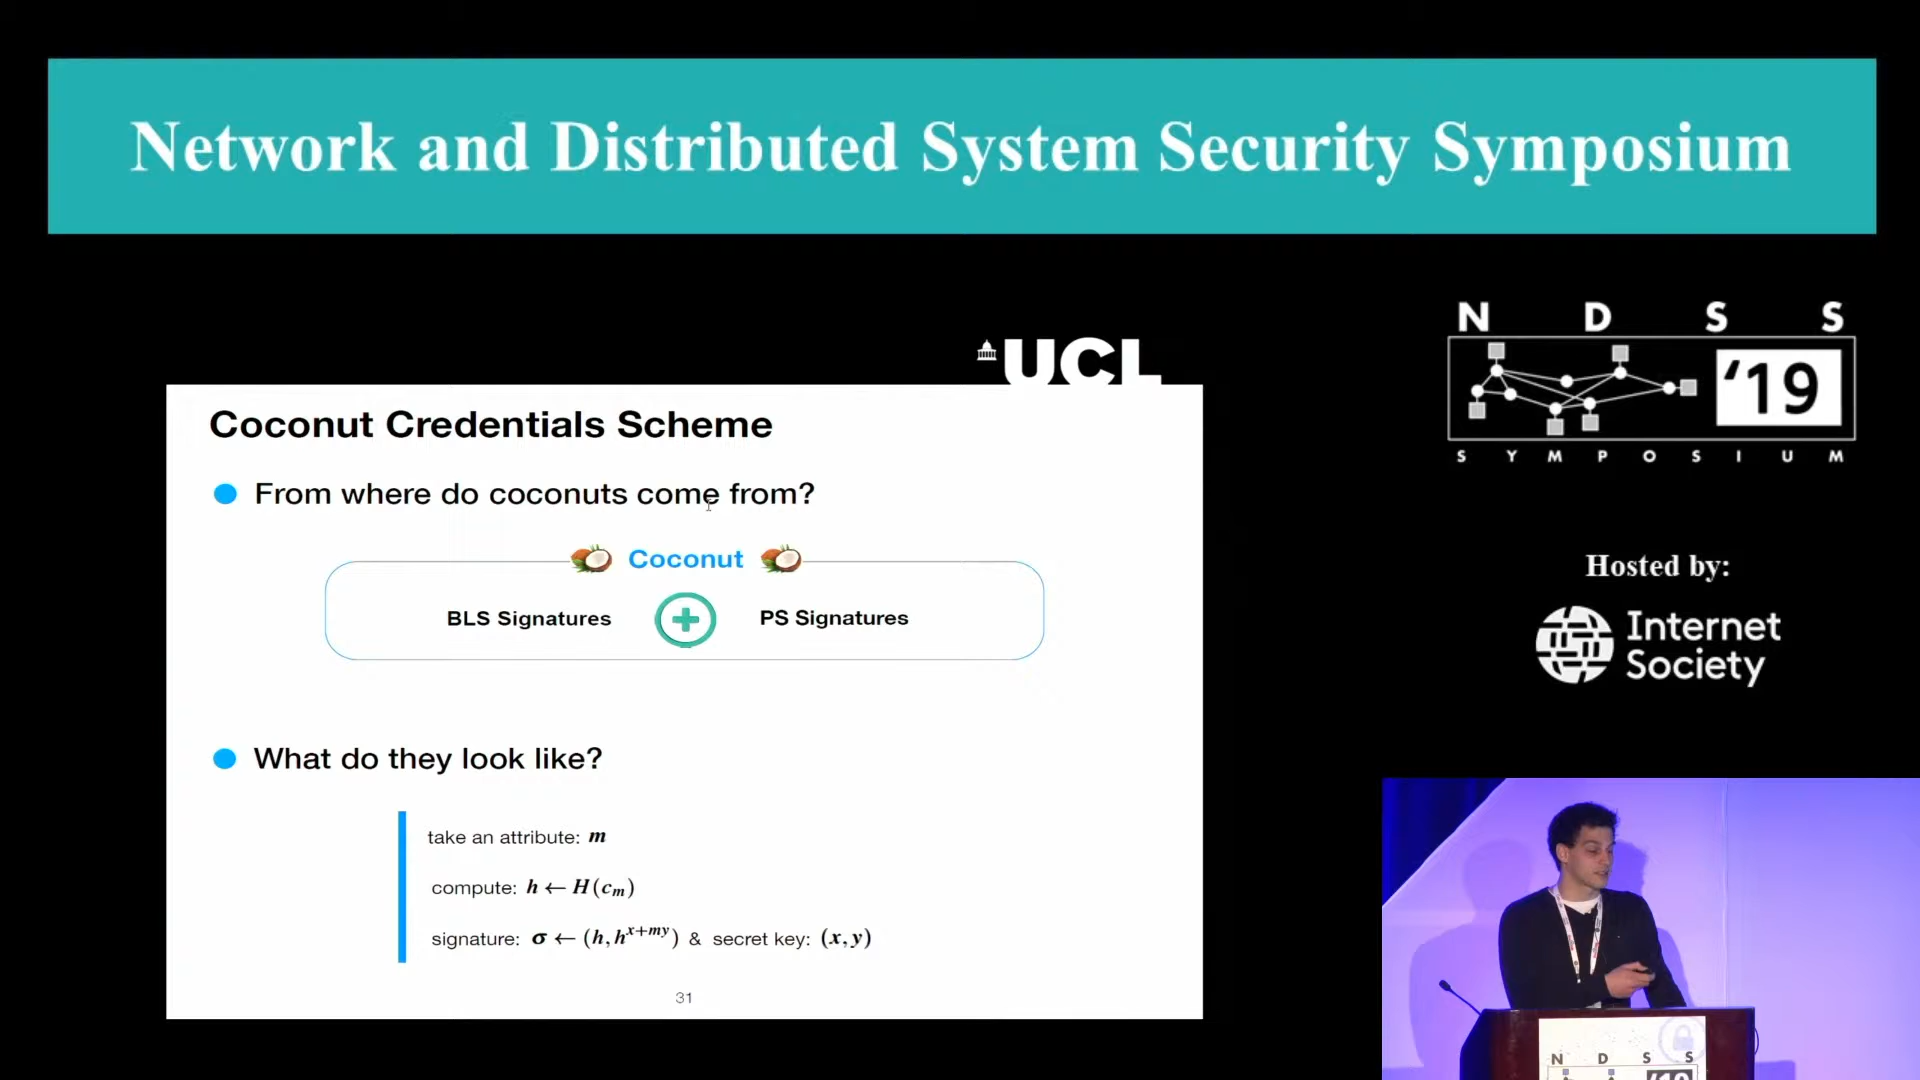 Network and Distributed System Security Symposium
N D S S
'19
S Y M P O S I U M
UCL
Coconut Credentials Scheme
From where do coconuts come from?
Coconut
BLS Signatures
PS Signatures
What do they look like?
take an attribute: m
compute: h ← H(cₘ)
signature: σ ← (h, h^{x+my}) & secret key: (x, y)
31
Hosted by:
Internet
Society
N D S S
'19